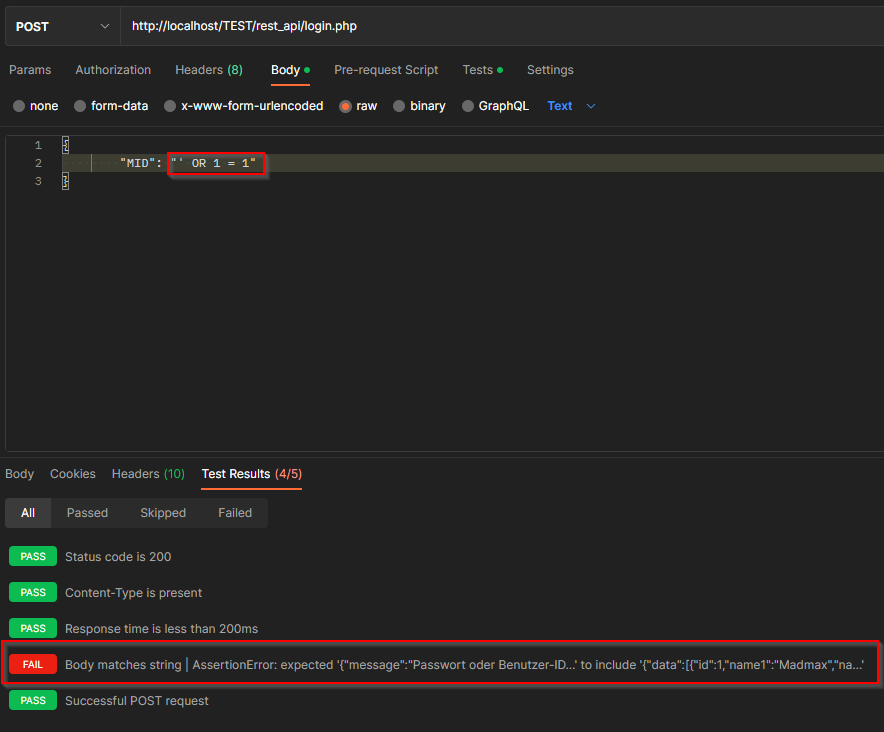 POST http://localhost/TEST/rest_api/login.php
Params Authorization Headers (8) Body Pre-request Script Tests Settings
none form-data x-www-form-urlencoded raw binary GraphQL Text
1 {
2 "MID": "' OR 1 = 1"
3 }
Body Cookies Headers (10) Test Results (4/5)
All Passed Skipped Failed
PASS Status code is 200
PASS Content-Type is present
PASS Response time is less than 200ms
FAIL Body matches string | AssertionError: expected '{"message":"Passwort oder Benutzer-ID...' to include '{"data":[{"id":1,"name1":"Madmax","na...'
PASS Successful POST request